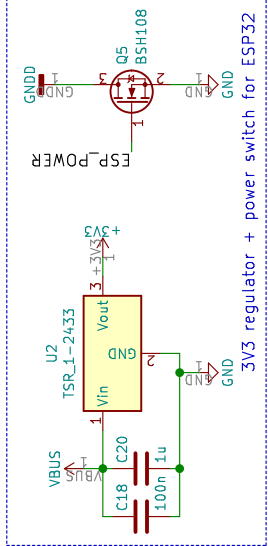 3V3 regulator + power switch for ESP32
Q5
BSH108
3
2
1
GNDD
1
GND
1
GND
GND
ESP_POWER
+3V3
+3V3
1
3
U2
TSR_1-2433
Vout
GND
Vin
2
1
1
GND
GND
VBUS
1
VBUS
C20
1u
C18
100n